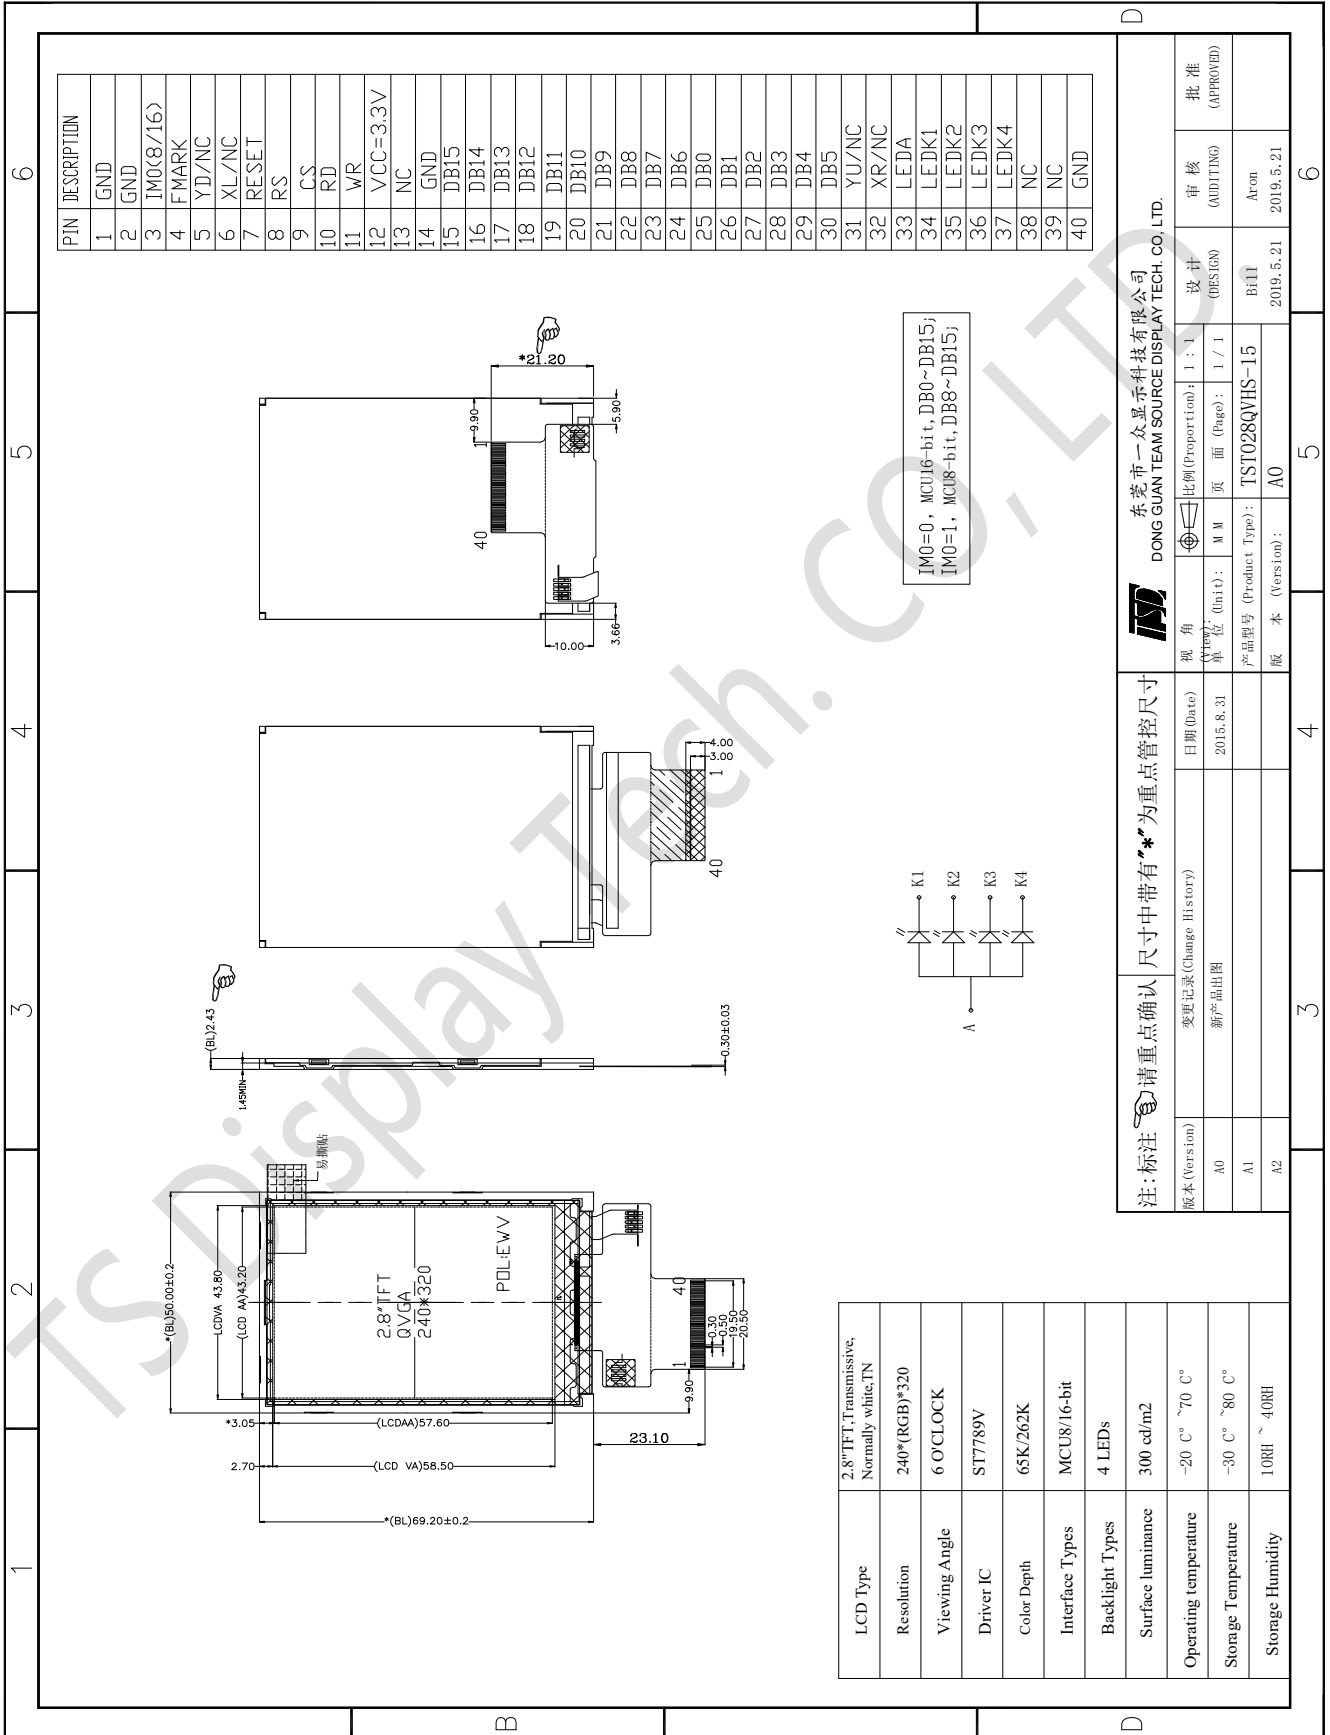 1
2
3
4
5
6
B
D
D
TS Display Tech. CO, LTD.
*(BL)50.00±0.2
LCDVA 43.80
(LCD AA)43.20
*3.05
(LCDAA)57.60
2.70
(LCD VA)58.50
*(BL)69.20±0.2
23.10
2.8"TFT
QVGA
240*320
POL:EWV
易撕贴
1
40
9.90
0.30
0.50
19.50
20.50
(BL)2.43
1.45MIN
0.30±0.03
4.00
3.00
1
40
*21.20
9.90
1
40
5.90
10.00
3.66
A
K1
K2
K3
K4
IM0=0, MCU16-bit,DB0~DB15;
IM0=1, MCU8-bit,DB8~DB15;
PIN DESCRIPTION
1 GND
2 GND
3 IM0(8/16)
4 FMARK
5 YD/NC
6 XL/NC
7 RESET
8 RS
9 CS
10 RD
11 WR
12 VCC=3.3V
13 NC
14 GND
15 DB15
16 DB14
17 DB13
18 DB12
19 DB11
20 DB10
21 DB9
22 DB8
23 DB7
24 DB6
25 DB0
26 DB1
27 DB2
28 DB3
29 DB4
30 DB5
31 YU/NC
32 XR/NC
33 LEDA
34 LEDK1
35 LEDK2
36 LEDK3
37 LEDK4
38 NC
39 NC
40 GND
LCD Type 2.8"TFT,Transmissive, Normally white,TN
Resolution 240*(RGB)*320
Viewing Angle 6 O'CLOCK
Driver IC ST7789V
Color Depth 65K/262K
Interface Types MCU8/16-bit
Backlight Types 4 LEDs
Surface luminance 300 cd/m2
Operating temperature -20 C° ~70 C°
Storage Temperature -30 C° ~80 C°
Storage Humidity 10RH ~ 40RH
注:标注 请重点确认 尺寸中带有"*"为重点管控尺寸
版本(Version) 变更记录(Change History) 日期(Date)
A0 新产品出图 2015.8.31
A1
A2
TSD
东莞市一众显示科技有限公司
DONG GUAN TEAM SOURCE DISPLAY TECH. CO, LTD.
视 角 (View): 比例(Proportion): 1 : 1
单 位 (Unit): M M 页 面 (Page): 1 / 1
产品型号 (Product Type): TST028QVHS-15
版 本 (Version): A0
设 计 (DESIGN) 审 核 (AUDITING) 批 准 (APPROVED)
Bill Aron
2019.5.21 2019.5.21
1
2
3
4
5
6